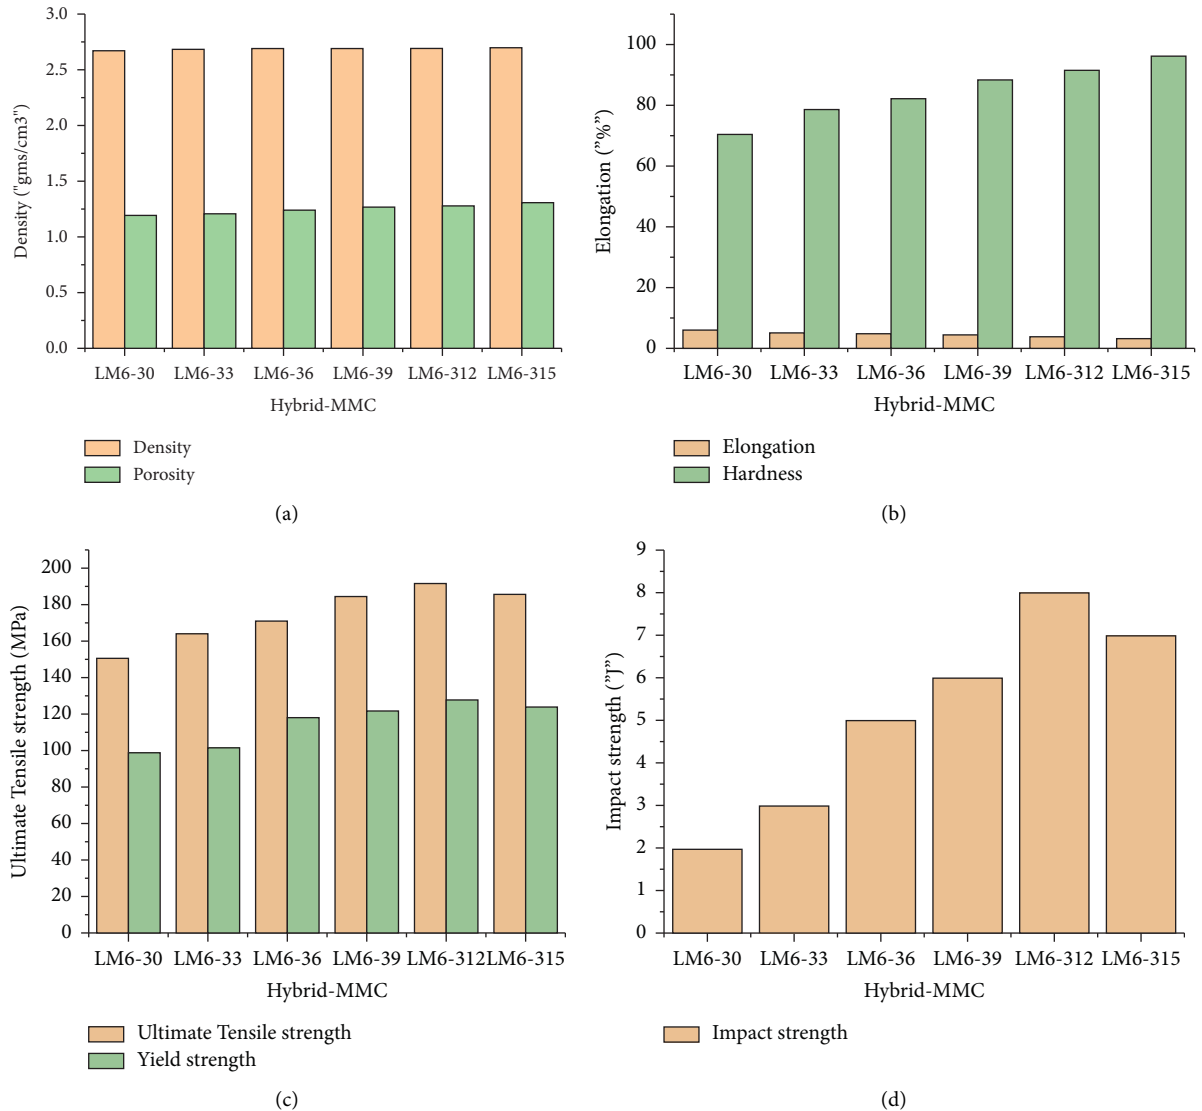 3.0
2.5
2.0
1.5
1.0
0.5
0.0
Density ("gms/cm3")
LM6-30 LM6-33 LM6-36 LM6-39 LM6-312 LM6-315
Hybrid-MMC
Density
Porosity
(a)
100
80
60
40
20
0
Elongation ("%")
LM6-30 LM6-33 LM6-36 LM6-39 LM6-312 LM6-315
Hybrid-MMC
Elongation
Hardness
(b)
200
180
160
140
120
100
80
60
40
20
0
Ultimate Tensile strength (MPa)
LM6-30 LM6-33 LM6-36 LM6-39 LM6-312 LM6-315
Hybrid-MMC
Ultimate Tensile strength
Yield strength
(c)
9
8
7
6
5
4
3
2
1
0
Impact strength ("J")
LM6-30 LM6-33 LM6-36 LM6-39 LM6-312 LM6-315
Hybrid-MMC
Impact strength
(d)